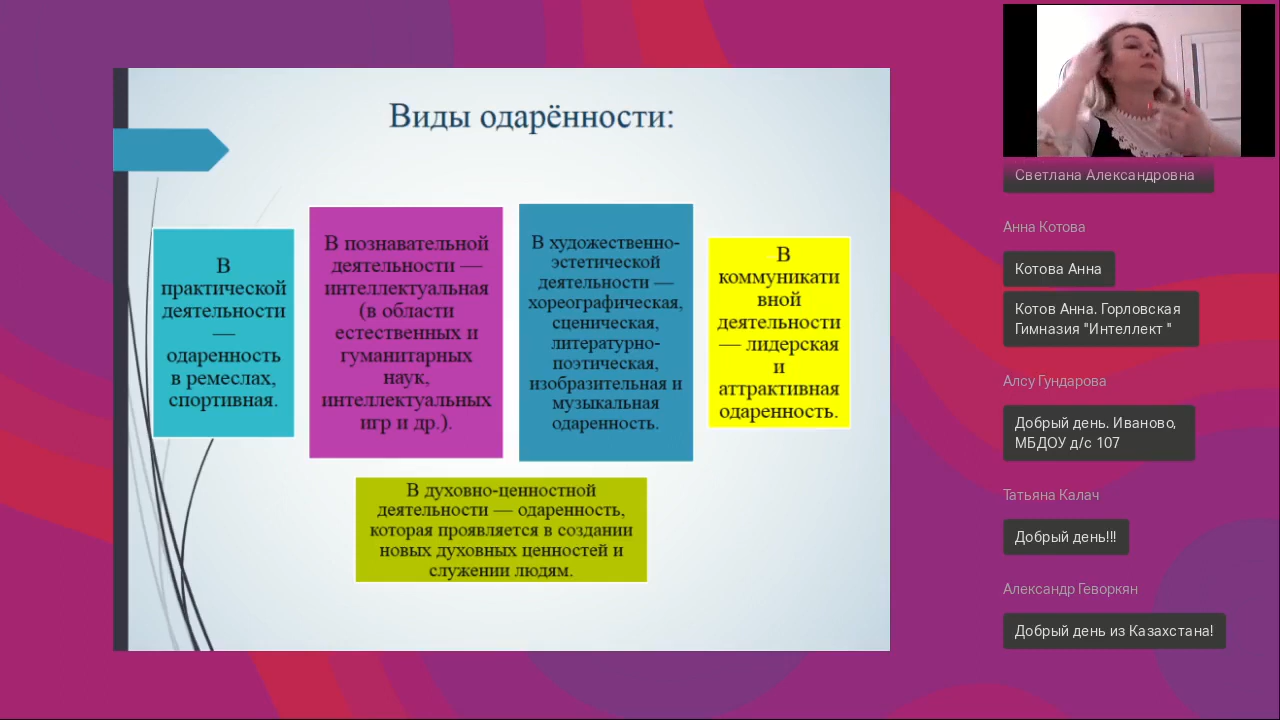 Виды одарённости:
В
практической
деятельности
—
одаренность
в ремеслах,
спортивная.
В познавательной
деятельности —
интеллектуальная
(в области
естественных и
гуманитарных
наук,
интеллектуальных
игр и др.).
В художественно-
эстетической
деятельности —
хореографическая,
сценическая,
литературно-
поэтическая,
изобразительная и
музыкальная
одаренность.
В
коммуникати
вной
деятельности
— лидерская
и
аттрактивная
одаренность.
В духовно-ценностной
деятельности — одаренность,
которая проявляется в создании
новых духовных ценностей и
служении людям.
Светлана Александровна
Анна Котова
Котова Анна
Котов Анна. Горловская
Гимназия "Интеллект "
Алсу Гундарова
Добрый день. Иваново,
МБДОУ д/с 107
Татьяна Калач
Добрый день!!!
Александр Геворкян
Добрый день из Казахстана!